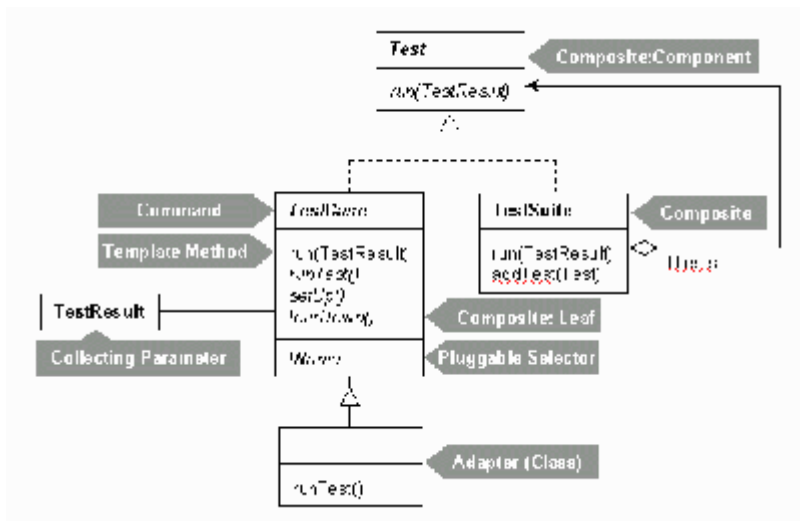 Test
Composite:Component
run(TestResult)
Command
TestCase
TestSuite
Composite
Template Method
run(TestResult)
runTest()
setUp()
tearDown()
run(TestResult)
addTest(Test)
TestResult
Composite: Leaf
Collecting Parameter
Pluggable Selector
Adapter (Class)
runTest()